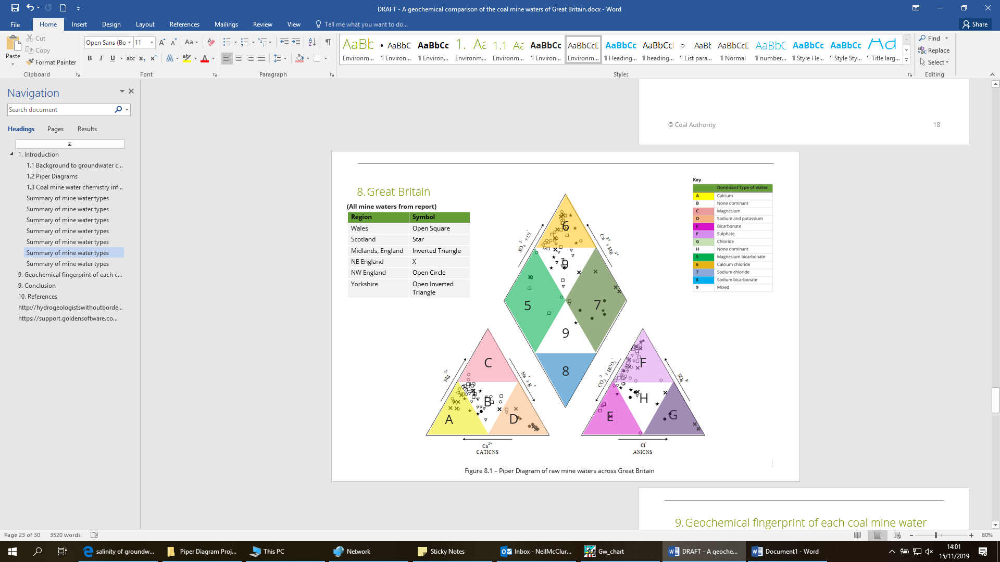 DRAFT - A geochemical comparison of the coal mine waters of Great Britain.docx - Word
File Home Insert Design Layout References Mailings Review View Tell me what you want to do... Share
Paste
Cut
Copy
Format Painter
Clipboard
Open Sans (Bo 11
Font
Paragraph
AaBb AaBbC AaBbCc 1. Aa 1.1 Aa AaBbCc AaBbCcD AaBbCc AaBbCcI AaBb AaBbCcD AaBbC AaBbCc AaBbCc Aa
Environm... ¶ Environ... ¶ Environ... Environm... Environm... ¶ Environ... Environm... ¶ Heading... ¶ heading... ¶ List para... ¶ Normal ¶ number... ¶ Style He... ¶ Style Sty... ¶ Title larg...
Styles
Find
Replace
Select
Editing
Navigation
Search document
Headings Pages Results
1. Introduction
1.1 Background to groundwater c...
1.2 Piper Diagrams
1.3 Coal mine water chemistry inf...
Summary of mine water types
Summary of mine water types
Summary of mine water types
Summary of mine water types
Summary of mine water types
Summary of mine water types
Summary of mine water types
9. Geochemical fingerprint of each c...
9. Conclusion
10. References
http://hydrogeologistswithoutborde...
https://support.goldensoftware.co...
© Coal Authority 18
8. Great Britain
(All mine waters from report)
Region Symbol
Wales Open Square
Scotland Star
Midlands, England Inverted Triangle
NE England X
NW England Open Circle
Yorkshire Open Inverted
Triangle
Key
Dominant type of water
A Calcium
B None dominant
C Magnesium
D Sodium and potassium
E Bicarbonate
F Sulphate
G Chloride
H None dominant
5 Magnesium bicarbonate
6 Calcium chloride
7 Sodium chloride
8 Sodium bicarbonate
9 Mixed
6
SO4 2- + Cl -
Ca 2+ + Mg 2+
9
5
7
9
8
C
Mg 2+
Na + + K +
B
A
D
Ca2+
CATICNS
F
CO3 2- + HCO3 -
SO4 2-
H
E
G
Cl-
ANICNS
Figure 8.1 – Piper Diagram of raw mine waters across Great Britain
9. Geochemical fingerprint of each coal mine water
Page 23 of 30 3520 words 80%
salinity of groundw... Piper Diagram Proj... This PC Network Sticky Notes Inbox - NeilMcClur... Gw_chart DRAFT - A geoche... Document1 - Word
14:01
15/11/2019